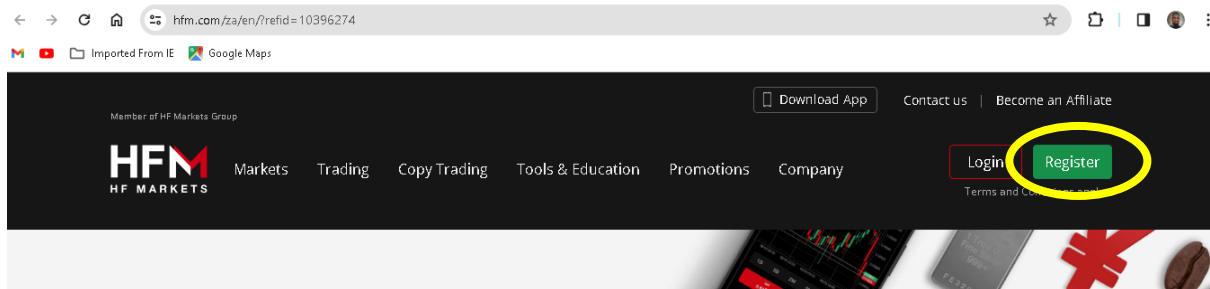 hfm.com/za/en/?refid=10396274
Imported From IE Google Maps
Download App Contact us | Become an Affiliate
Member of HF Markets Group
HFM Markets Trading Copy Trading Tools & Education Promotions Company Login Register
HF MARKETS
Terms and Conditions apply